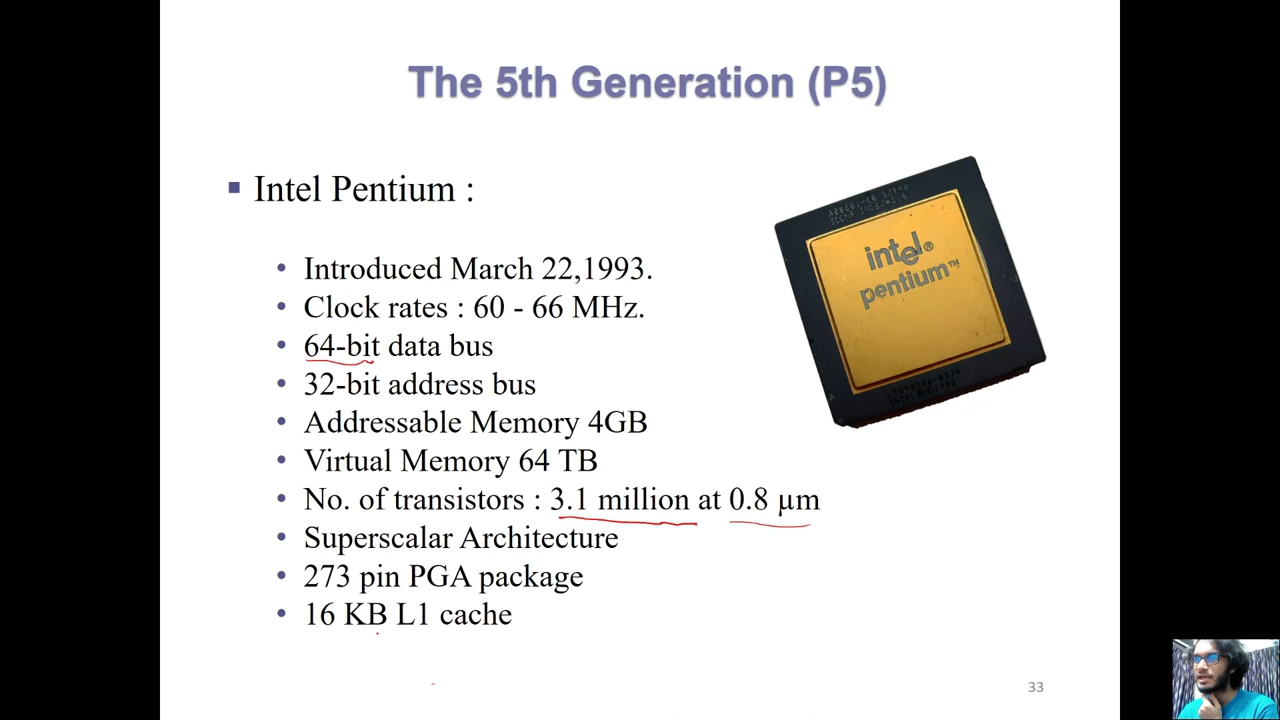 The 5th Generation (P5)
▪ Intel Pentium :
• Introduced March 22,1993.
• Clock rates : 60 - 66 MHz.
• 64-bit data bus
• 32-bit address bus
• Addressable Memory 4GB
• Virtual Memory 64 TB
• No. of transistors : 3.1 million at 0.8 µm
• Superscalar Architecture
• 273 pin PGA package
• 16 KB L1 cache
intel®
pentium™
33